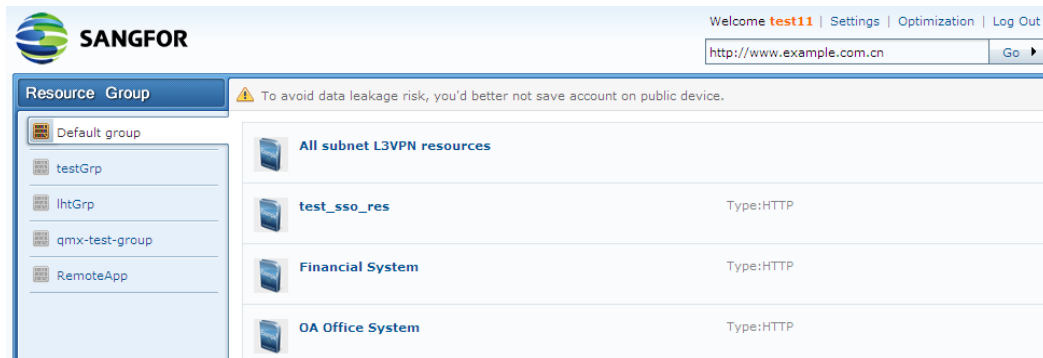 SANGFOR
Welcome test11 | Settings | Optimization | Log Out
http://www.example.com.cn Go
Resource Group
To avoid data leakage risk, you'd better not save account on public device.
Default group
testGrp
lhtGrp
qmx-test-group
RemoteApp
All subnet L3VPN resources
test_sso_res Type:HTTP
Financial System Type:HTTP
OA Office System Type:HTTP